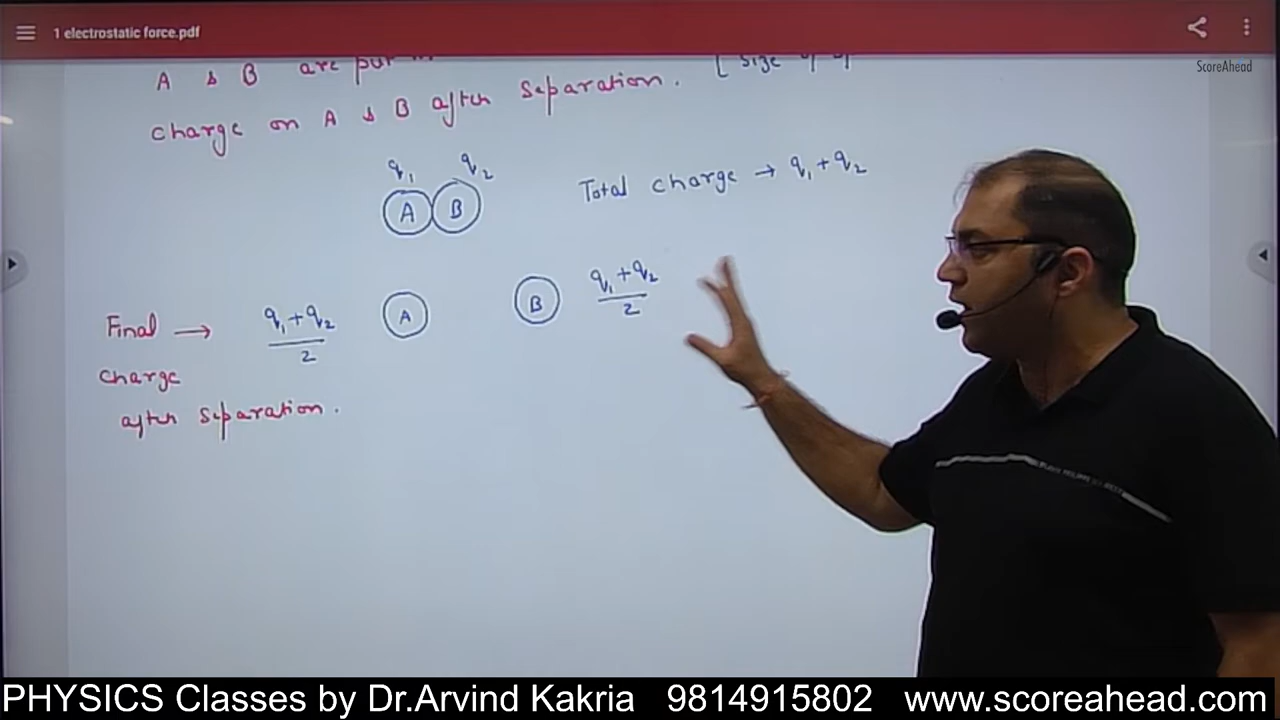 1 electrostatic force.pdf
ScoreAhead
A & B are put
[ size of
charge on A & B after separation.
q₁ q₂
A B
Total charge → q₁ + q₂
Final → q₁ + q₂ / 2 A B q₁ + q₂ / 2
charge
after separation.
PHYSICS Classes by Dr.Arvind Kakria 9814915802 www.scoreahead.com